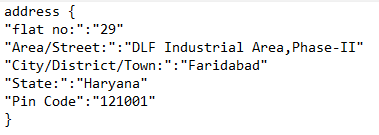 address {
"flat no:":"29"
"Area/Street:":"DLF Industrial Area,Phase-II"
"City/District/Town:":"Faridabad"
"State:":"Haryana"
"Pin Code":"121001"
}